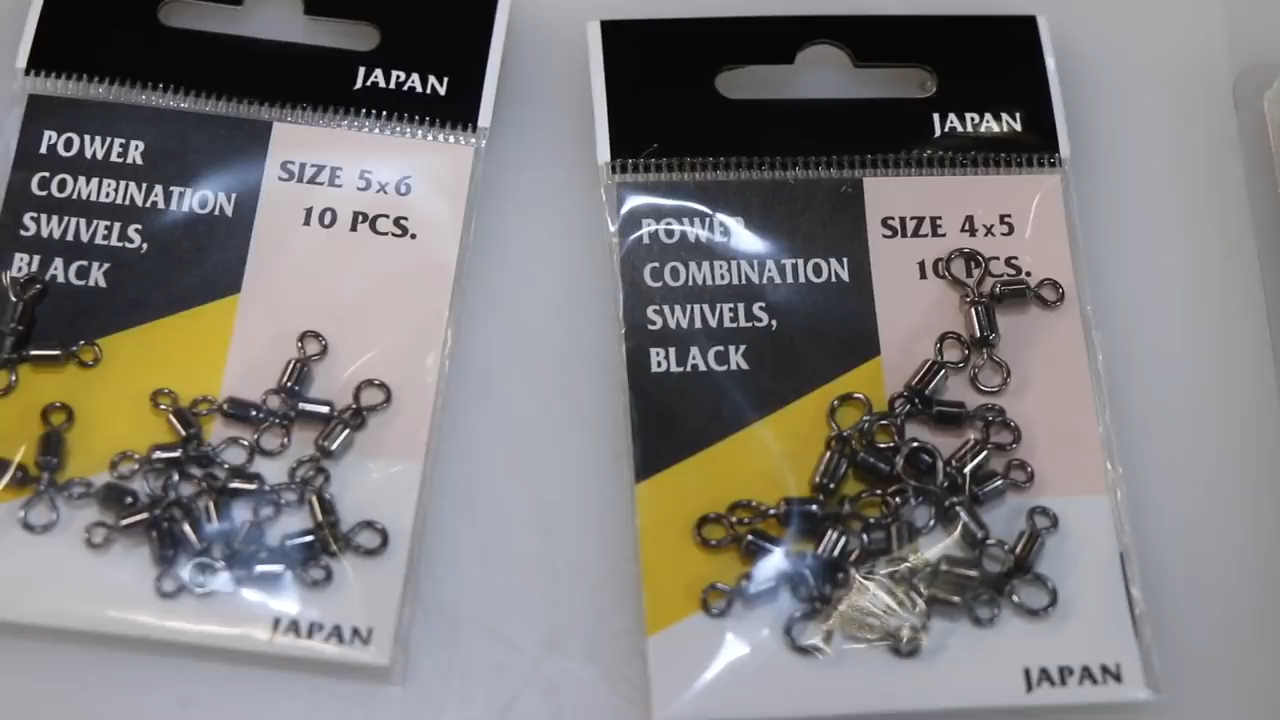 JAPAN
POWER
COMBINATION
SWIVELS,
BLACK
SIZE 5x6
10 PCS.
JAPAN
JAPAN
POWER
COMBINATION
SWIVELS,
BLACK
SIZE 4x5
10 PCS.
JAPAN